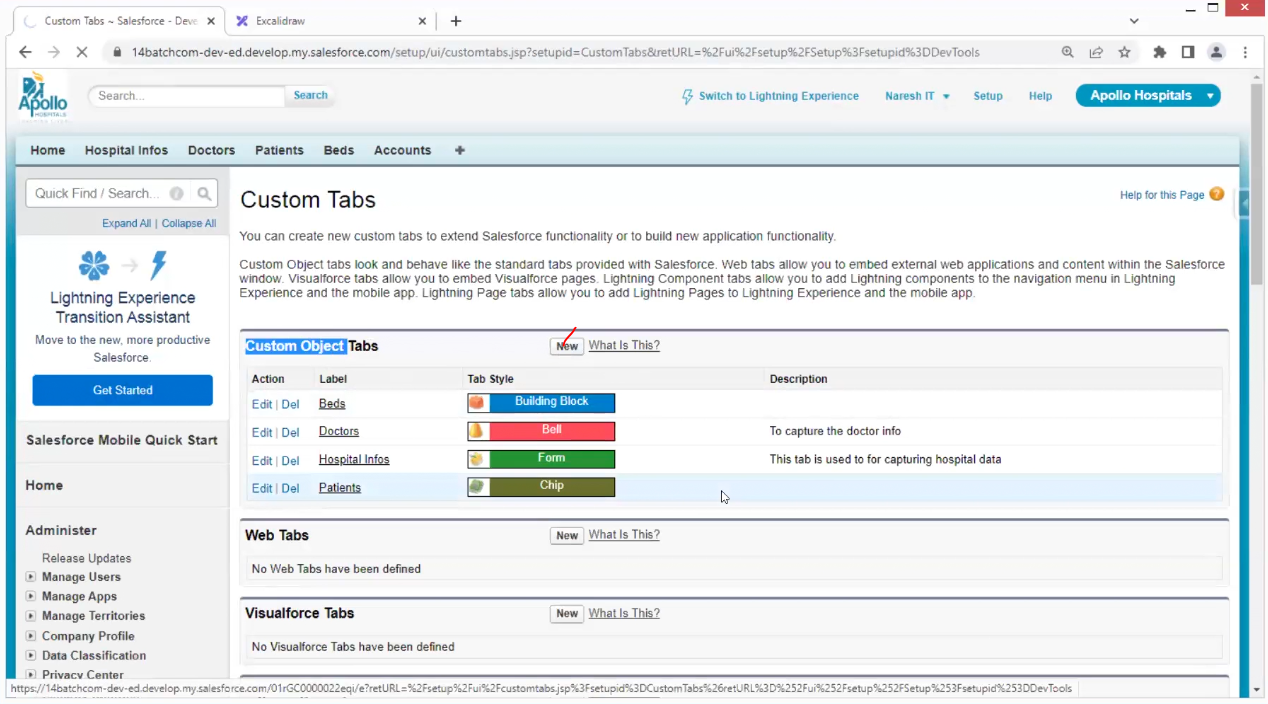 Custom Tabs ~ Salesforce - Deve
Excalidraw
14batchcom-dev-ed.develop.my.salesforce.com/setup/ui/customtabs.jsp?setupid=CustomTabs&retURL=%2Fui%2Fsetup%2FSetup%3Fsetupid%3DDevTools
Apollo
HOSPITALS
Search...
Search
Switch to Lightning Experience
Naresh IT
Setup
Help
Apollo Hospitals
Home
Hospital Infos
Doctors
Patients
Beds
Accounts
Quick Find / Search...
Expand All | Collapse All
Lightning Experience
Transition Assistant
Move to the new, more productive
Salesforce.
Get Started
Salesforce Mobile Quick Start
Home
Administer
Release Updates
Manage Users
Manage Apps
Manage Territories
Company Profile
Data Classification
Privacy Center
Custom Tabs
Help for this Page
You can create new custom tabs to extend Salesforce functionality or to build new application functionality.
Custom Object tabs look and behave like the standard tabs provided with Salesforce. Web tabs allow you to embed external web applications and content within the Salesforce
window. Visualforce tabs allow you to embed Visualforce pages. Lightning Component tabs allow you to add Lightning components to the navigation menu in Lightning
Experience and the mobile app. Lightning Page tabs allow you to add Lightning Pages to Lightning Experience and the mobile app.
Custom Object Tabs New What Is This?
Action Label Tab Style Description
Edit | Del Beds Building Block
Edit | Del Doctors Bell To capture the doctor info
Edit | Del Hospital Infos Form This tab is used to for capturing hospital data
Edit | Del Patients Chip
Web Tabs New What Is This?
No Web Tabs have been defined
Visualforce Tabs New What Is This?
No Visualforce Tabs have been defined
https://14batchcom-dev-ed.develop.my.salesforce.com/01rGC0000022eqi/e?retURL=%2Fsetup%2Fui%2Fcustomtabs.jsp%3Fsetupid%3DCustomTabs%26retURL%3D%252Fui%252Fsetup%252FSetup%253Fsetupid%253DDevTools